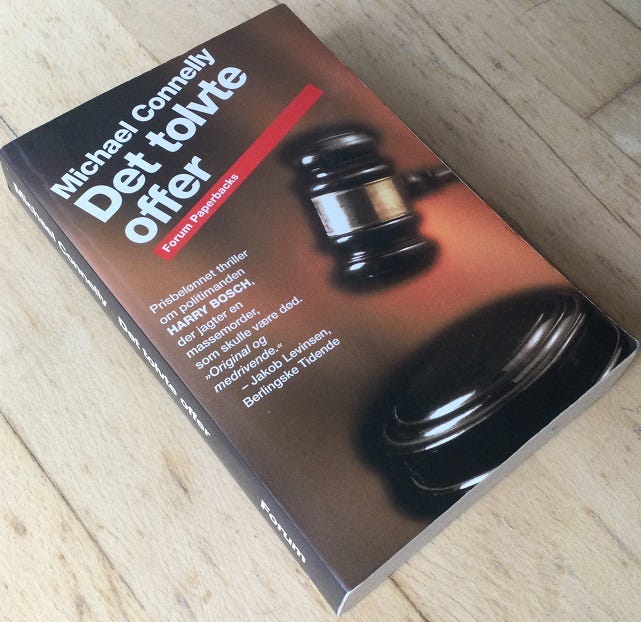 Michael Connelly
Det tolvte
offer
Forum Paperbacks
Prisbelønnet thriller
om politimanden
HARRY BOSCH,
der jagter en
massemorder,
som skulle være død.
»Original og
medrivende.«
– Jakob Levinsen,
Berlingske Tidende
Michael Connelly Det tolvte offer Forum